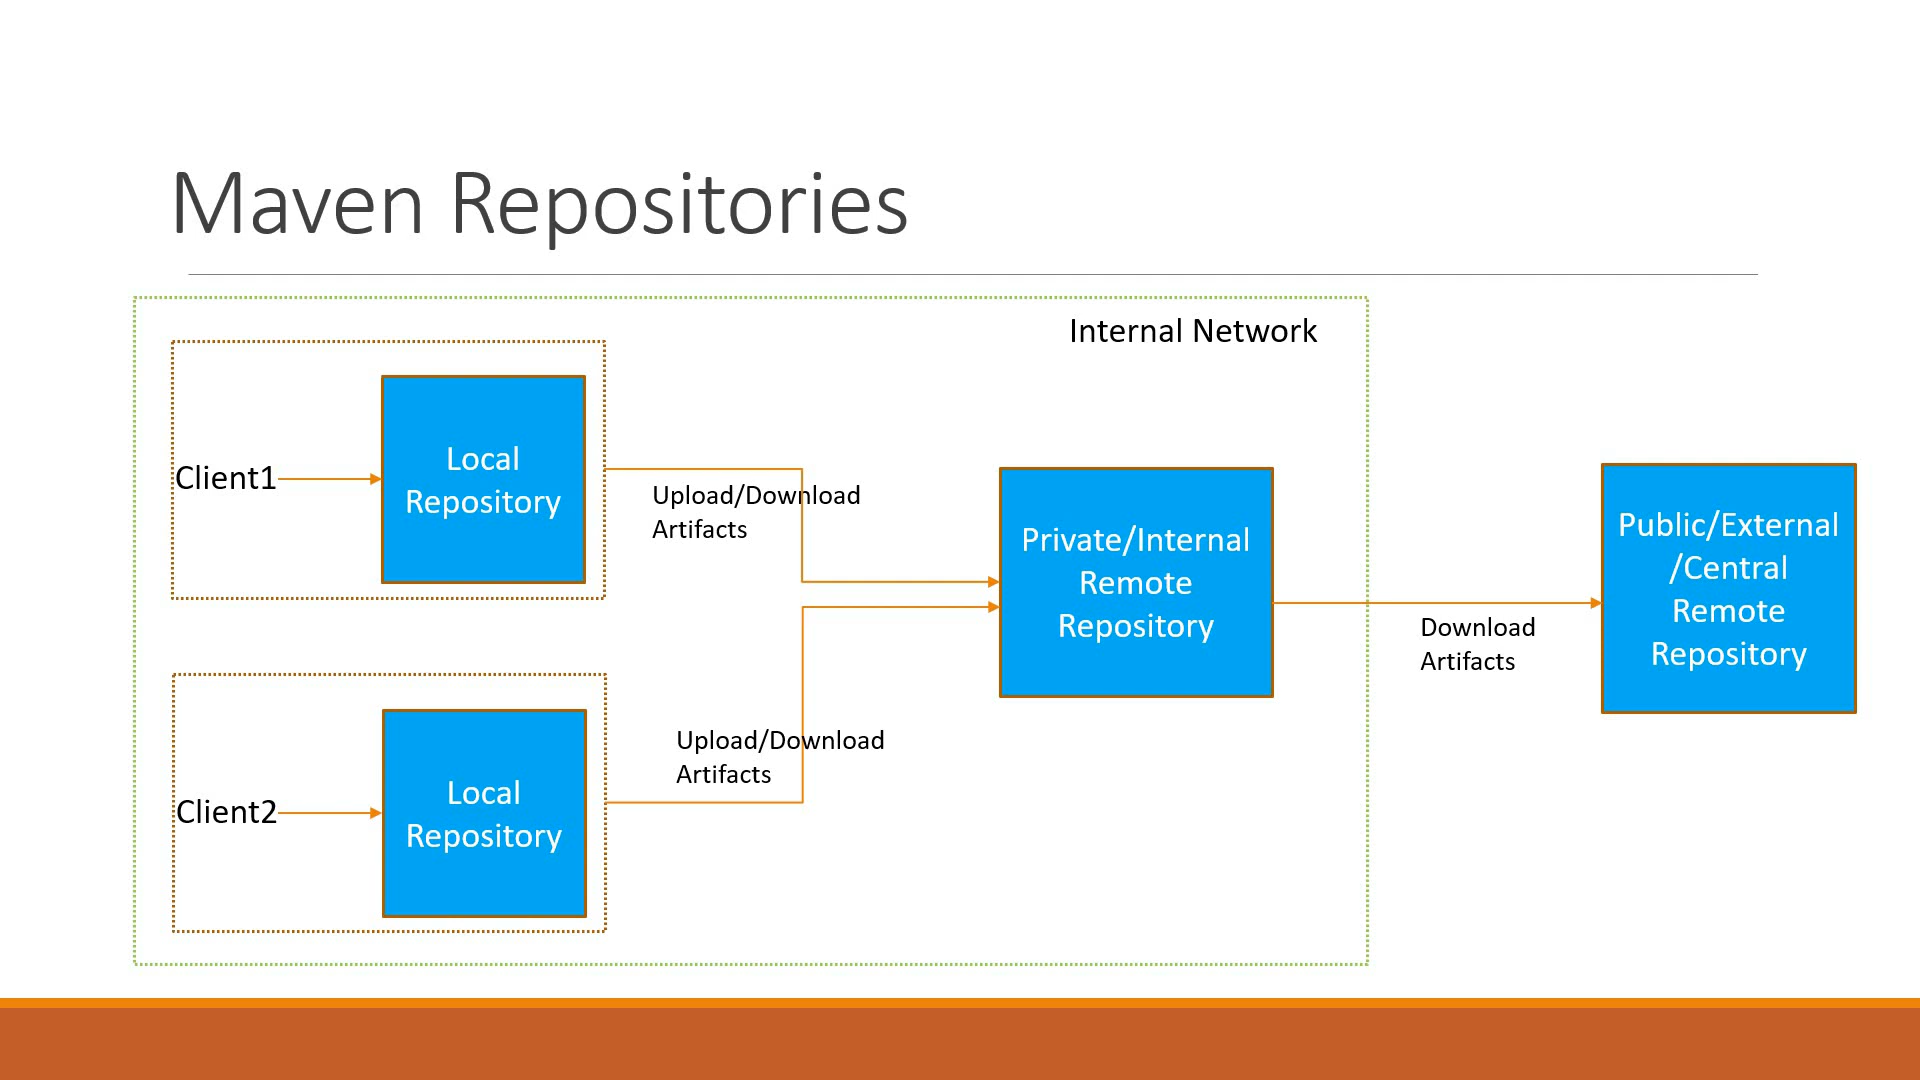 Maven Repositories
Internal Network
Client1
Local
Repository
Upload/Download
Artifacts
Private/Internal
Remote
Repository
Download
Artifacts
Public/External
/Central
Remote
Repository
Client2
Local
Repository
Upload/Download
Artifacts